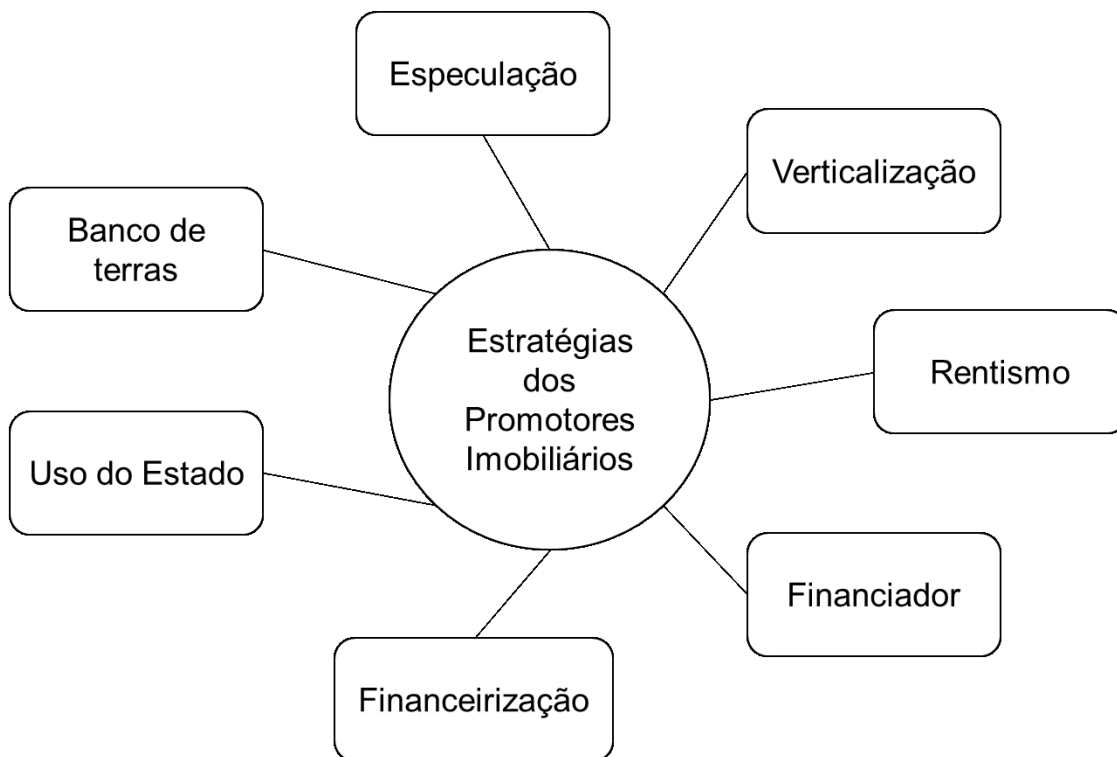 Especulação
Verticalização
Banco de
terras
Estratégias
dos
Promotores
Imobiliários
Rentismo
Uso do Estado
Financiador
Financeirização